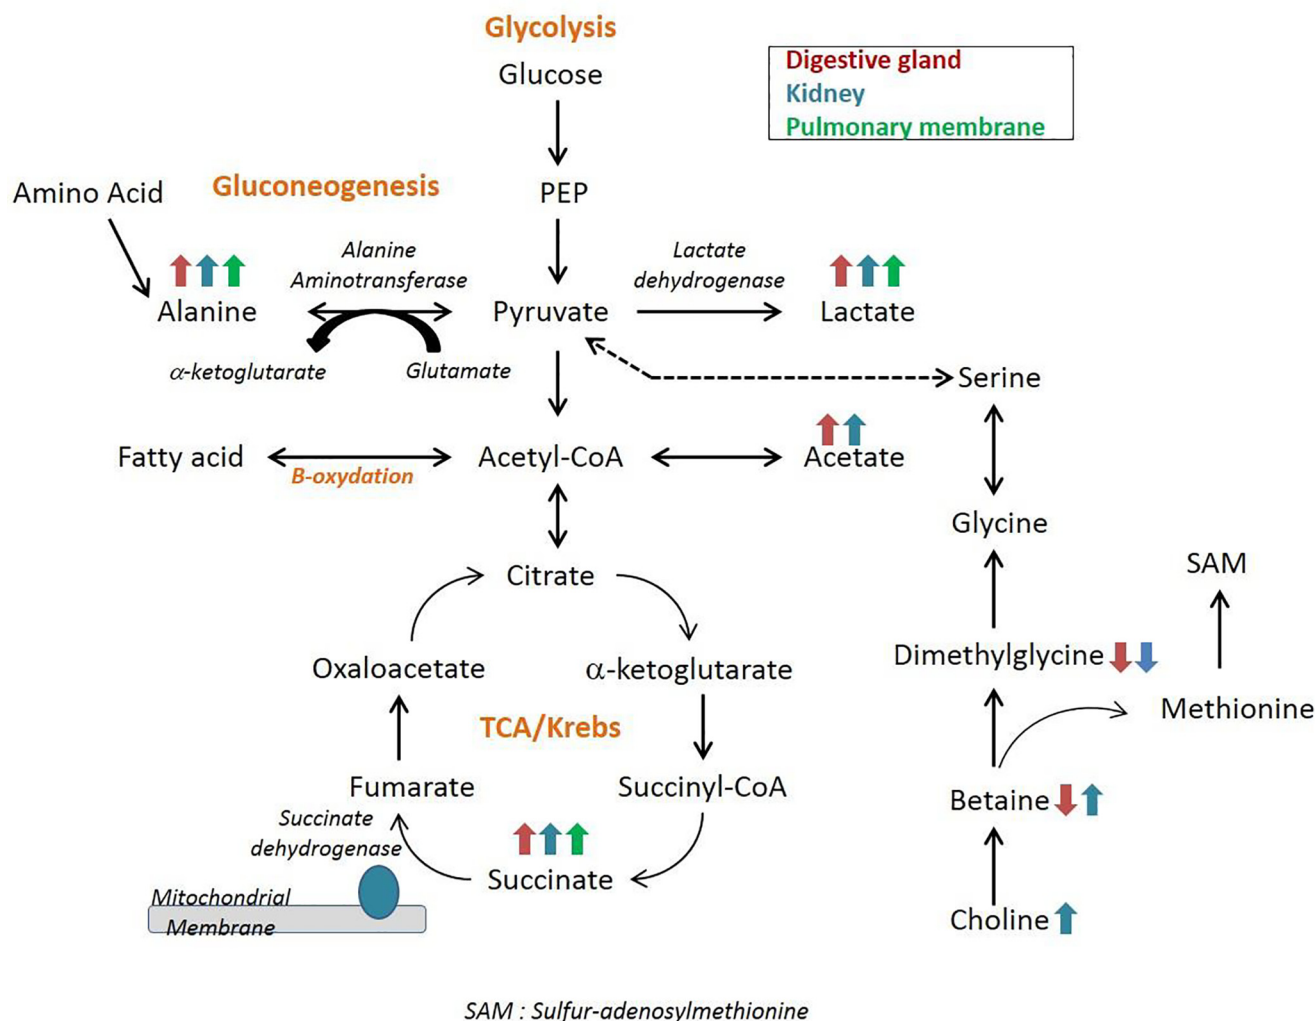 Glycolysis
Glucose
Digestive gland
Kidney
Pulmonary membrane
Amino Acid
Gluconeogenesis
PEP
Alanine
Aminotransferase
Lactate
dehydrogenase
Alanine
Pyruvate
Lactate
α-ketoglutarate
Glutamate
Serine
Fatty acid
B-oxydation
Acetyl-CoA
Acetate
Glycine
Citrate
SAM
Oxaloacetate
α-ketoglutarate
Dimethylglycine
Methionine
TCA/Krebs
Fumarate
Succinyl-CoA
Betaine
Succinate
dehydrogenase
Succinate
Mitochondrial
Membrane
Choline
SAM : Sulfur-adenosylmethionine